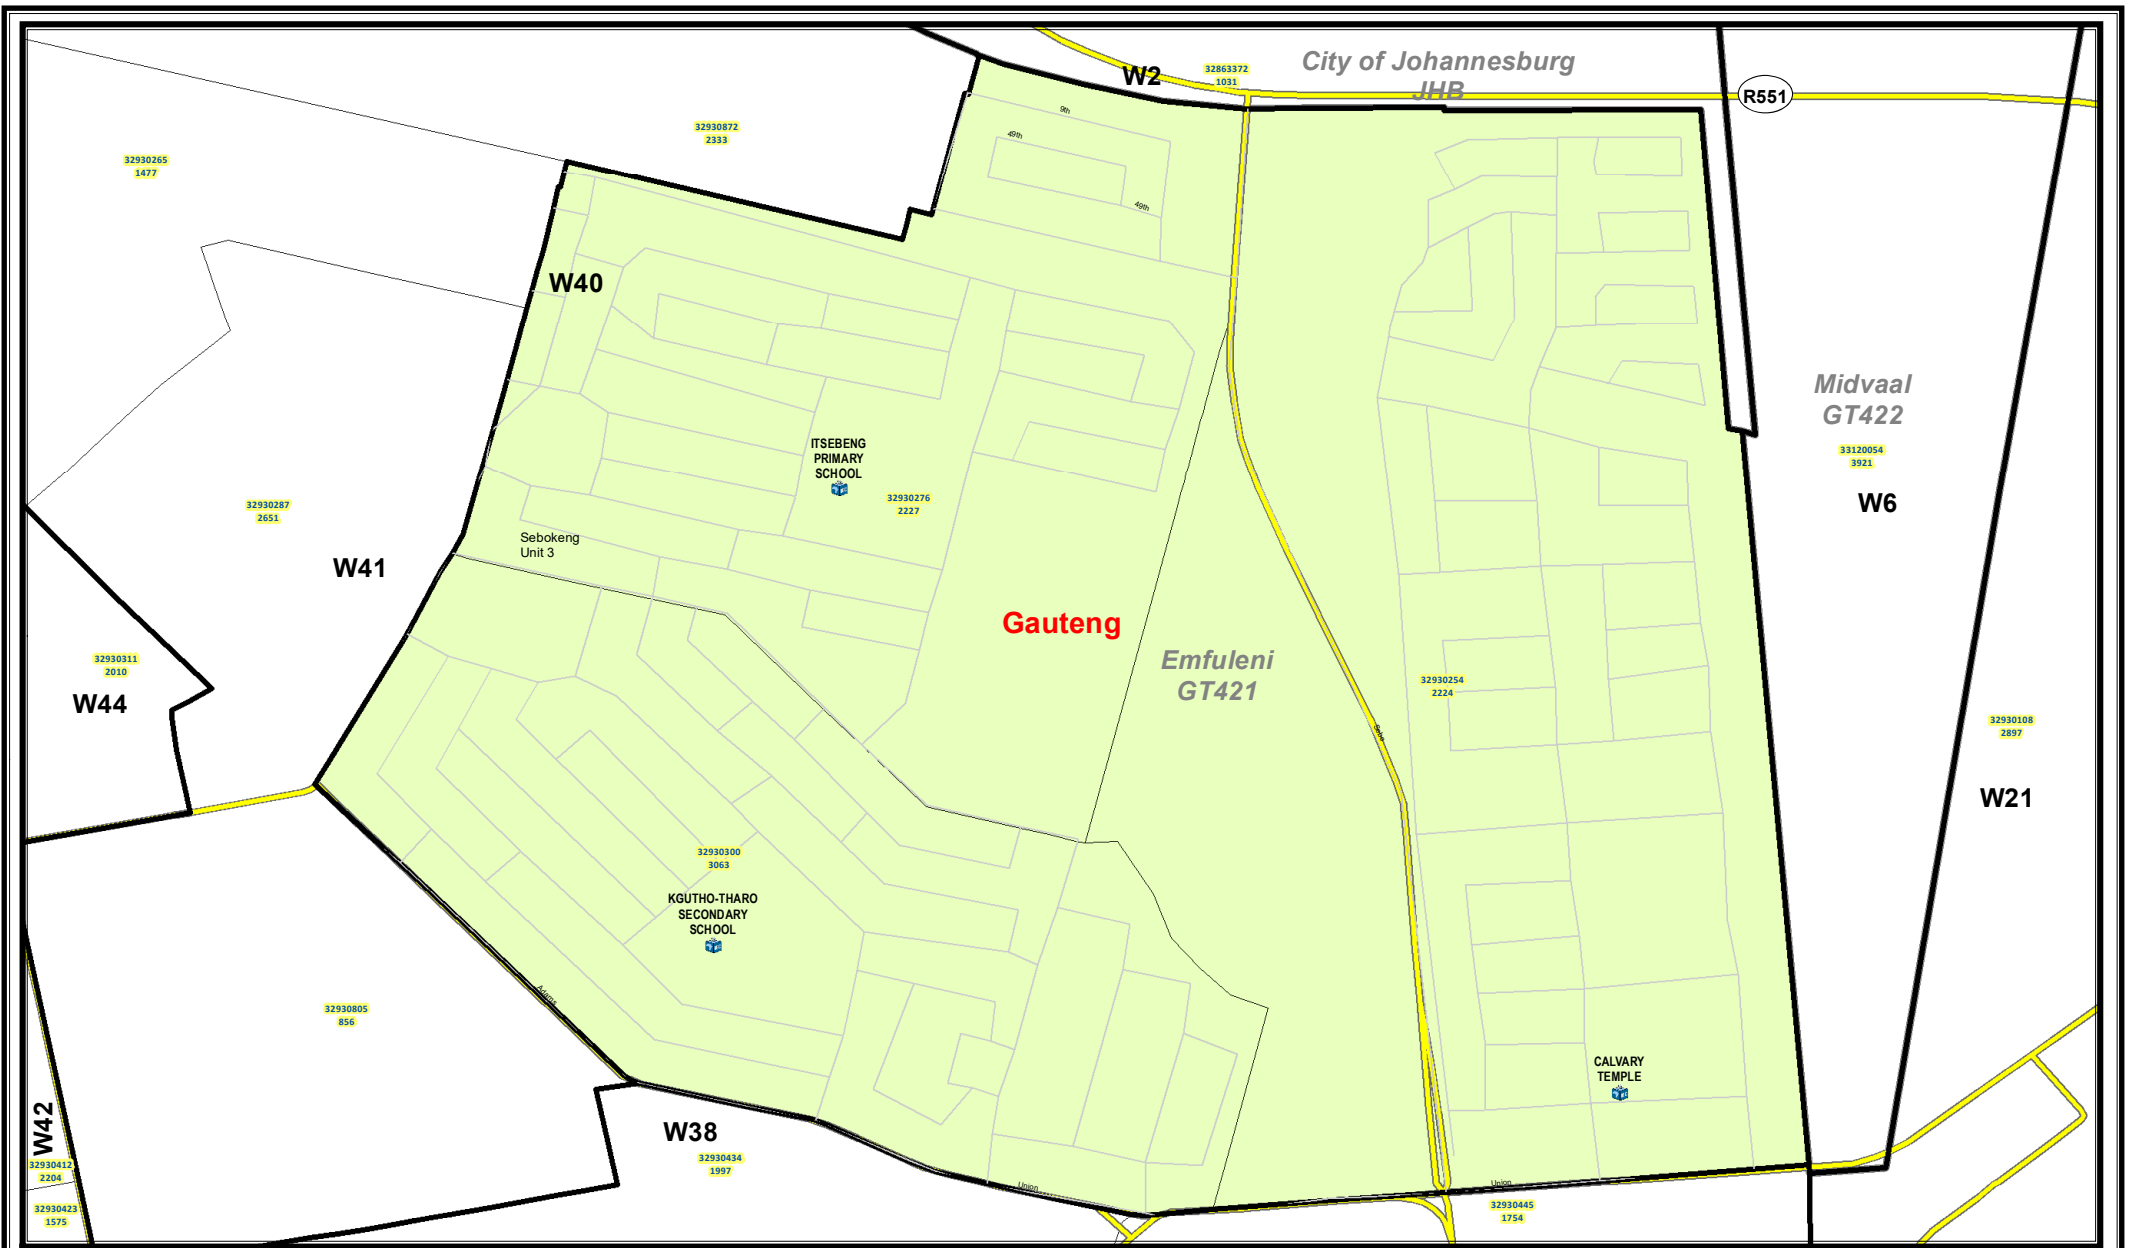 City of Johannesburg
JHB
W2
32863372
1031
R551
9th
49th
49th
32930872
2333
32930265
1477
W40
Midvaal
GT422
33120054
3921
W6
ITSEBENG
PRIMARY
SCHOOL
32930276
2227
32930287
2651
W41
Sebokeng
Unit 3
Gauteng
Emfuleni
GT421
32930311
2010
W44
32930254
2224
Sebe
32930108
2897
W21
32930300
3063
KGUTHO-THARO
SECONDARY
SCHOOL
Adams
32930805
856
CALVARY
TEMPLE
W42
W38
32930434
1997
32930412
2204
32930423
1575
Union
Union
32930445
1754